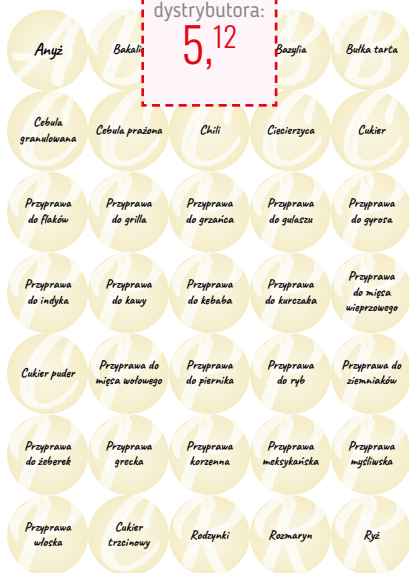 dystrybutora:
5,12
Anyż
Bakali
Bazylia
Bułka tarta
Cebula
granulowana
Cebula prażona
Chili
Ciecierzyca
Cukier
Przyprawa
do flaków
Przyprawa
do grilla
Przyprawa
do grzańca
Przyprawa
do gulaszu
Przyprawa
do gyrosa
Przyprawa
do indyka
Przyprawa
do kawy
Przyprawa
do kebaba
Przyprawa
do kurczaka
Przyprawa
do mięsa
wieprzowego
Cukier puder
Przyprawa do
mięsa wołowego
Przyprawa
do piernika
Przyprawa
do ryb
Przyprawa do
ziemniaków
Przyprawa
do żeberek
Przyprawa
grecka
Przyprawa
korzenna
Przyprawa
meksykańska
Przyprawa
myśliwska
Przyprawa
włoska
Cukier
trzcinowy
Rodzynki
Rozmaryn
Ryż